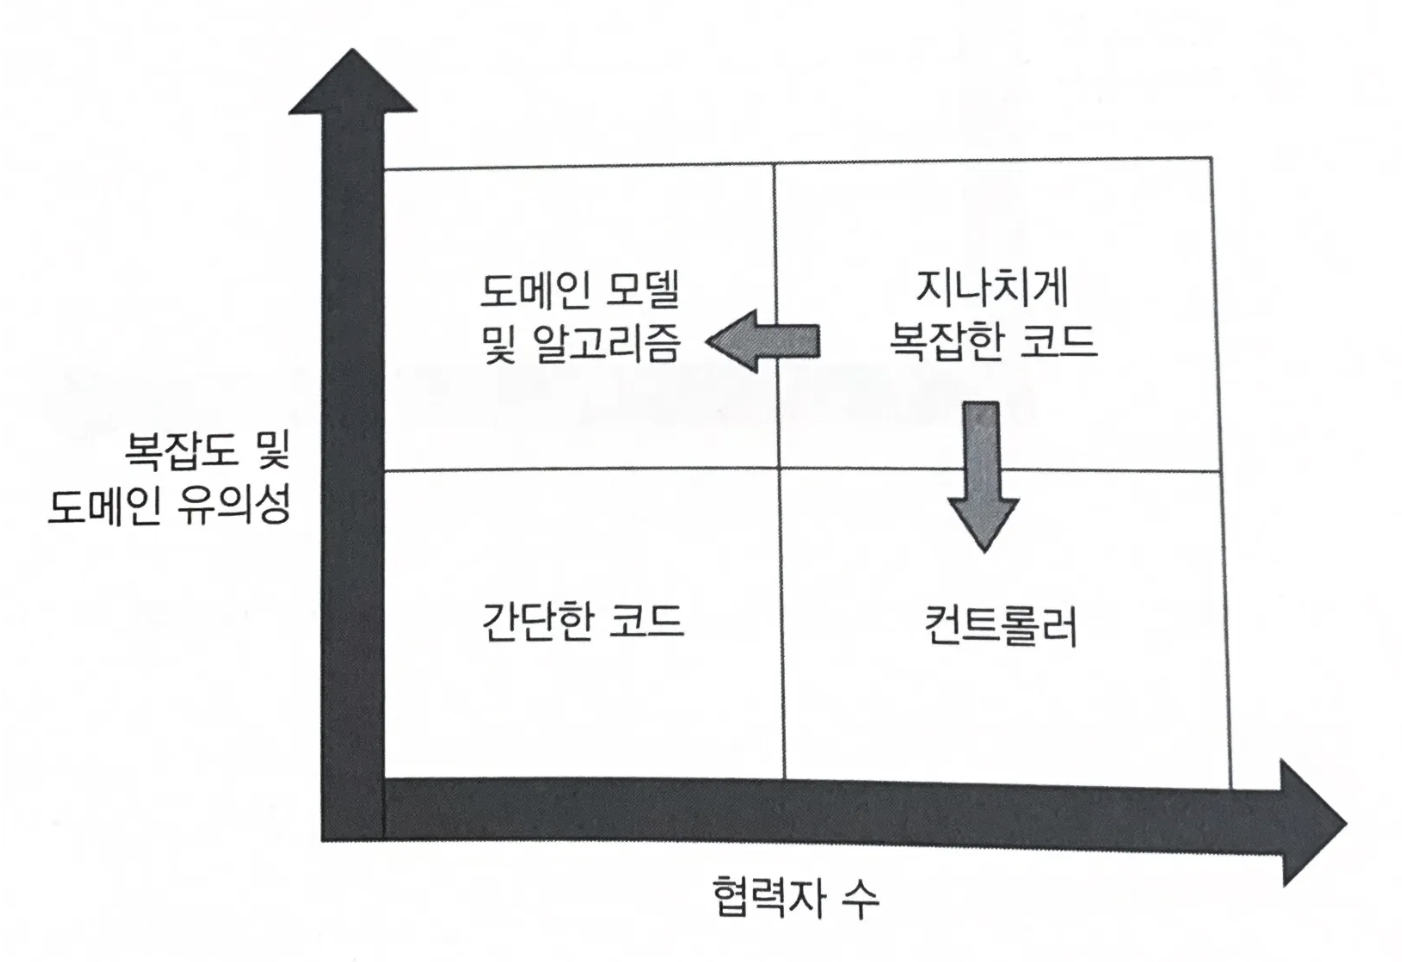 도메인 모델
및 알고리즘
지나치게
복잡한 코드
복잡도 및
도메인 유의성
간단한 코드
컨트롤러
협력자 수